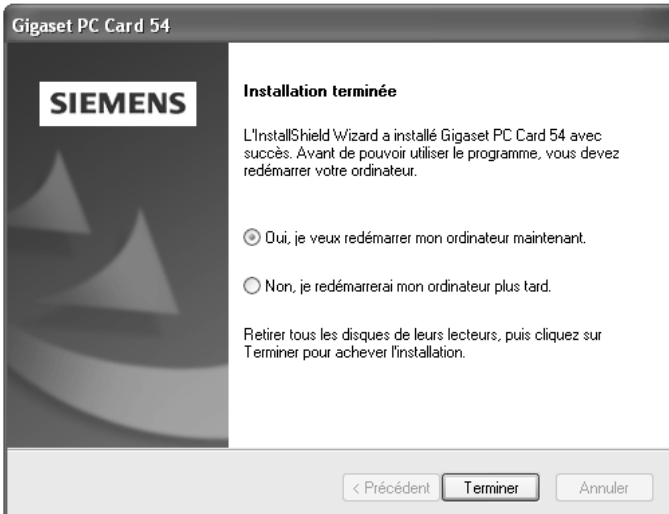 Gigaset PC Card 54
SIEMENS
Installation terminée
L'InstallShield Wizard a installé Gigaset PC Card 54 avec
succès. Avant de pouvoir utiliser le programme, vous devez
redémarrer votre ordinateur.
Oui, je veux redémarrer mon ordinateur maintenant.
Non, je redémarrerai mon ordinateur plus tard.
Retirer tous les disques de leurs lecteurs, puis cliquez sur
Terminer pour achever l'installation.
< Précédent Terminer Annuler